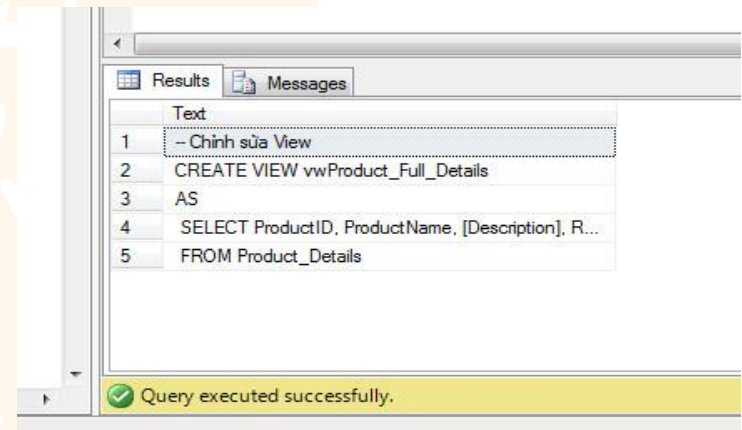 Results Messages
Text
1 -- Chỉnh sửa View
2 CREATE VIEW vwProduct_Full_Details
3 AS
4 SELECT ProductID, ProductName, [Description], R...
5 FROM Product_Details
Query executed successfully.